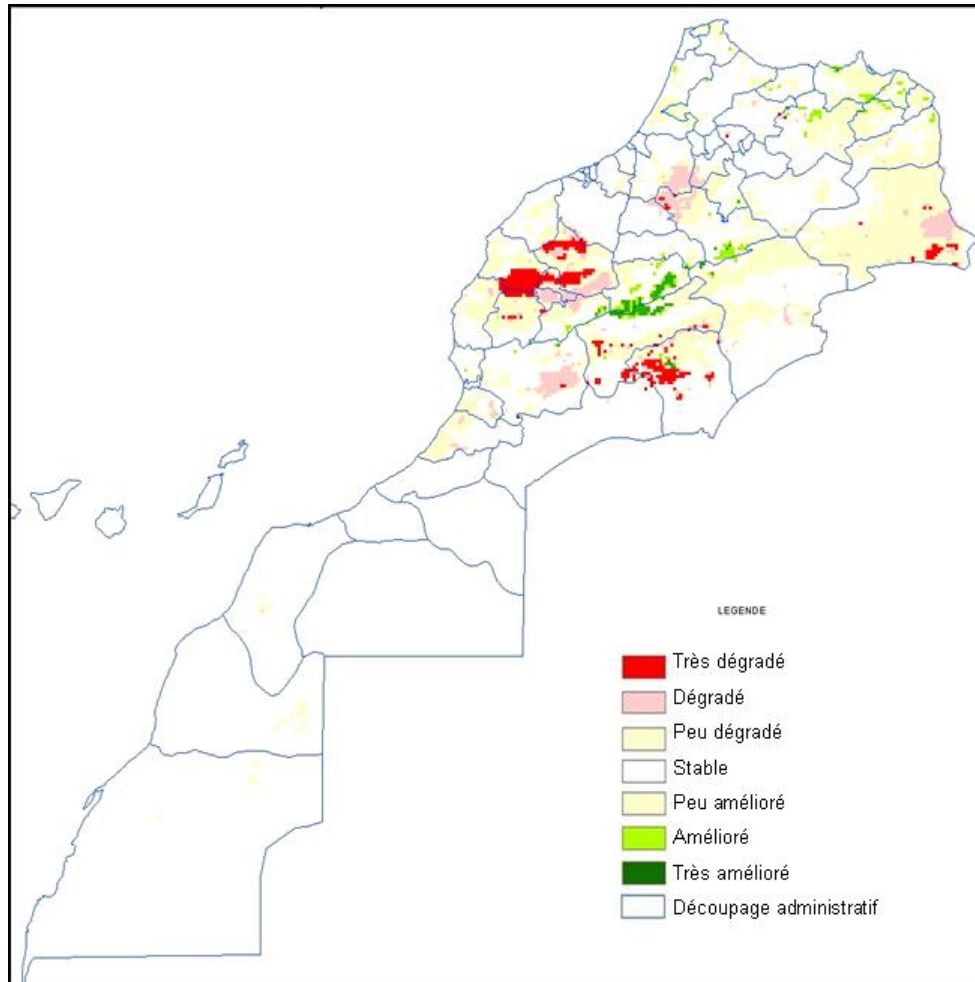 LEGENDE
Très dégradé
Dégradé
Peu dégradé
Stable
Peu amélioré
Amélioré
Très amélioré
Découpage administratif